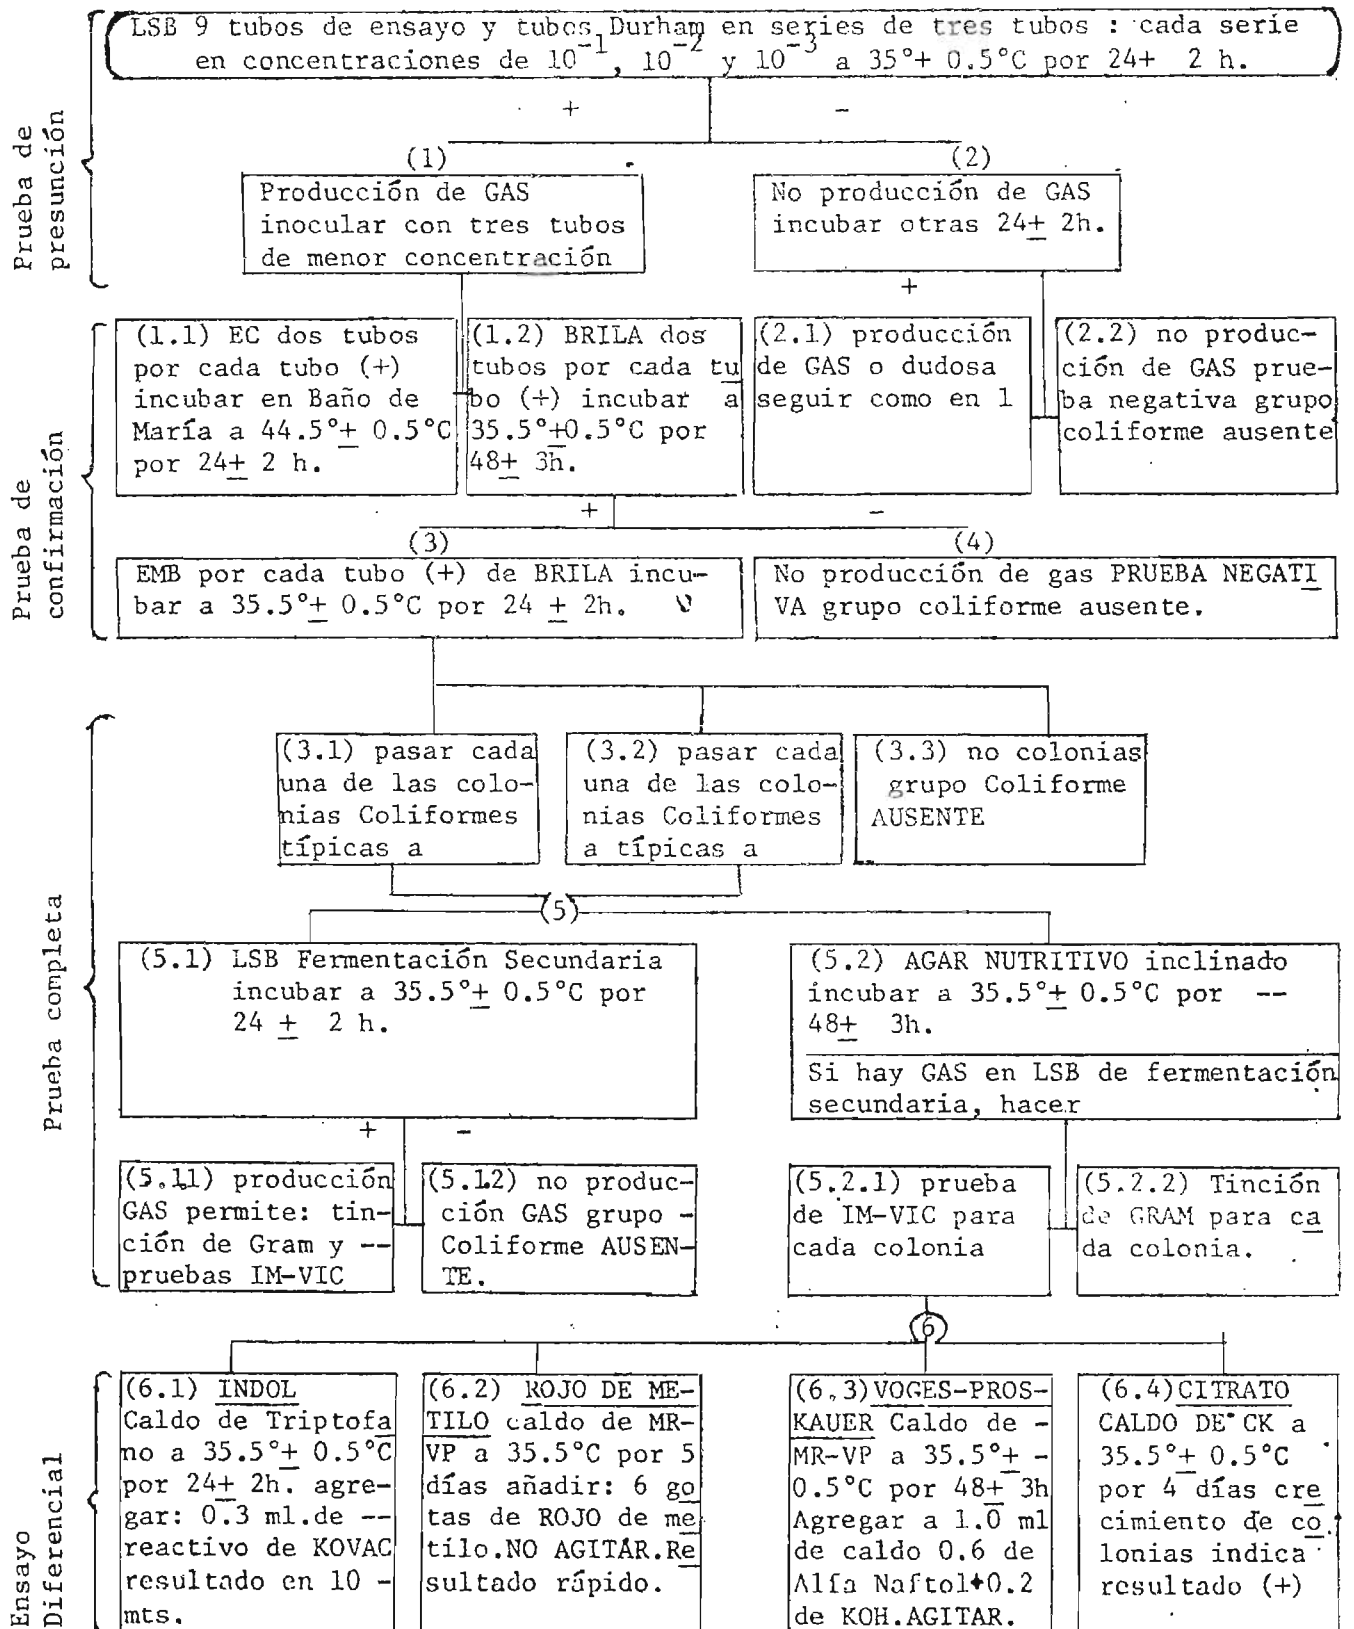 LSB 9 tubos de ensayo y tubos Durham en series de tres tubos : cada serie
en concentraciones de 10⁻¹, 10⁻² y 10⁻³ a 35°+ 0.5°C por 24+ 2 h.
+ -
Prueba de
presunción
(1)
Producción de GAS
inocular con tres tubos
de menor concentración
(2)
No producción de GAS
incubar otras 24± 2h.
+
Prueba de
confirmación
(1.1) EC dos tubos
por cada tubo (+)
incubar en Baño de
María a 44.5°± 0.5°C
por 24± 2 h.
(1.2) BRILA dos
tubos por cada tu
bo (+) incubar a
35.5°±0.5°C por
48± 3h.
(2.1) producción
de GAS o dudosa
seguir como en 1
(2.2) no produc-
ción de GAS prue-
ba negativa grupo
coliforme ausente
+ -
(3)
EMB por cada tubo (+) de BRILA incu-
bar a 35.5°± 0.5°C por 24 ± 2h.
(4)
No producción de gas PRUEBA NEGATI
VA grupo coliforme ausente.
Prueba completa
(3.1) pasar cada
una de las colo-
nias Coliformes
típicas a
(3.2) pasar cada
una de las colo-
nias Coliformes
a típicas a
(3.3) no colonias
grupo Coliforme
AUSENTE
(5)
(5.1) LSB Fermentación Secundaria
incubar a 35.5°± 0.5°C por
24 ± 2 h.
(5.2) AGAR NUTRITIVO inclinado
incubar a 35.5°± 0.5°C por --
48± 3h.
Si hay GAS en LSB de fermentación
secundaria, hacer
+ -
(5.11) producción
GAS permite: tin-
ción de Gram y --
pruebas IM-VIC
(5.12) no produc-
ción GAS grupo -
Coliforme AUSEN-
TE.
(5.2.1) prueba
de IM-VIC para
cada colonia
(5.2.2) Tinción
de GRAM para ca
da colonia.
6
Ensayo
Diferencial
(6.1) INDOL
Caldo de Triptofa
no a 35.5°± 0.5°C
por 24± 2h. agre-
gar: 0.3 ml.de --
reactivo de KOVAC
resultado en 10 -
mts.
(6.2) ROJO DE ME-
TILO caldo de MR-
VP a 35.5°C por 5
días añadir: 6 go
tas de ROJO de me
tilo.NO AGITAR.Re
sultado rápido.
(6.3) VOGES-PROS-
KAUER Caldo de -
MR-VP a 35.5°± -
0.5°C por 48± 3h
Agregar a 1.0 ml
de caldo 0.6 de
Alfa Naftol+0.2
de KOH.AGITAR.
(6.4) CITRATO
CALDO DE CK a
35.5°± 0.5°C
por 4 días cre
cimiento de co
lonias indica
resultado (+)